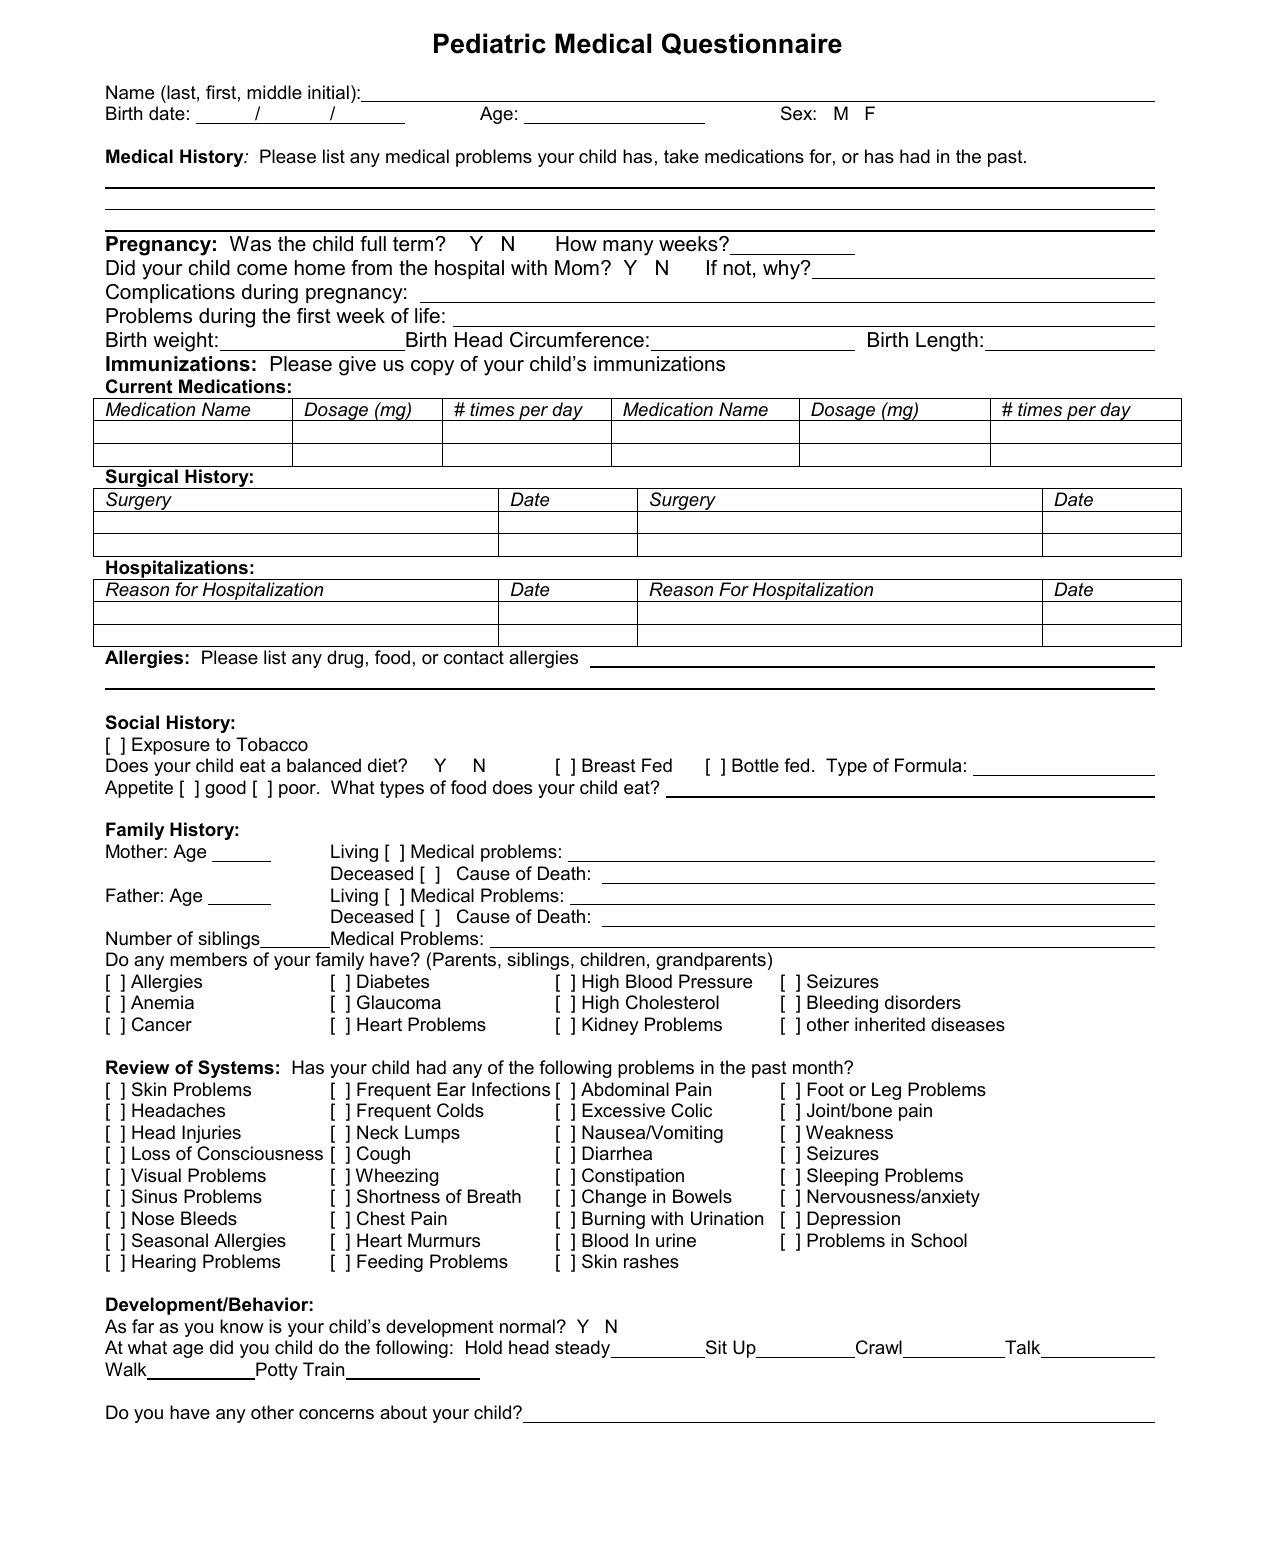 Pediatric Medical Questionnaire
Name (last, first, middle initial):
Birth date: / / Age: Sex: M F
Medical History: Please list any medical problems your child has, take medications for, or has had in the past.
Pregnancy: Was the child full term? Y N How many weeks?
Did your child come home from the hospital with Mom? Y N If not, why?
Complications during pregnancy:
Problems during the first week of life:
Birth weight: Birth Head Circumference: Birth Length:
Immunizations: Please give us copy of your child’s immunizations
Current Medications:
Medication Name Dosage (mg) # times per day Medication Name Dosage (mg) # times per day
Surgical History:
Surgery Date Surgery Date
Hospitalizations:
Reason for Hospitalization Date Reason For Hospitalization Date
Allergies: Please list any drug, food, or contact allergies
Social History:
[ ] Exposure to Tobacco
Does your child eat a balanced diet? Y N [ ] Breast Fed [ ] Bottle fed. Type of Formula:
Appetite [ ] good [ ] poor. What types of food does your child eat?
Family History:
Mother: Age Living [ ] Medical problems:
Deceased [ ] Cause of Death:
Father: Age Living [ ] Medical Problems:
Deceased [ ] Cause of Death:
Number of siblings Medical Problems:
Do any members of your family have? (Parents, siblings, children, grandparents)
[ ] Allergies [ ] Diabetes [ ] High Blood Pressure [ ] Seizures
[ ] Anemia [ ] Glaucoma [ ] High Cholesterol [ ] Bleeding disorders
[ ] Cancer [ ] Heart Problems [ ] Kidney Problems [ ] other inherited diseases
Review of Systems: Has your child had any of the following problems in the past month?
[ ] Skin Problems [ ] Frequent Ear Infections [ ] Abdominal Pain [ ] Foot or Leg Problems
[ ] Headaches [ ] Frequent Colds [ ] Excessive Colic [ ] Joint/bone pain
[ ] Head Injuries [ ] Neck Lumps [ ] Nausea/Vomiting [ ] Weakness
[ ] Loss of Consciousness [ ] Cough [ ] Diarrhea [ ] Seizures
[ ] Visual Problems [ ] Wheezing [ ] Constipation [ ] Sleeping Problems
[ ] Sinus Problems [ ] Shortness of Breath [ ] Change in Bowels [ ] Nervousness/anxiety
[ ] Nose Bleeds [ ] Chest Pain [ ] Burning with Urination [ ] Depression
[ ] Seasonal Allergies [ ] Heart Murmurs [ ] Blood In urine [ ] Problems in School
[ ] Hearing Problems [ ] Feeding Problems [ ] Skin rashes
Development/Behavior:
As far as you know is your child’s development normal? Y N
At what age did you child do the following: Hold head steady Sit Up Crawl Talk
Walk Potty Train
Do you have any other concerns about your child?